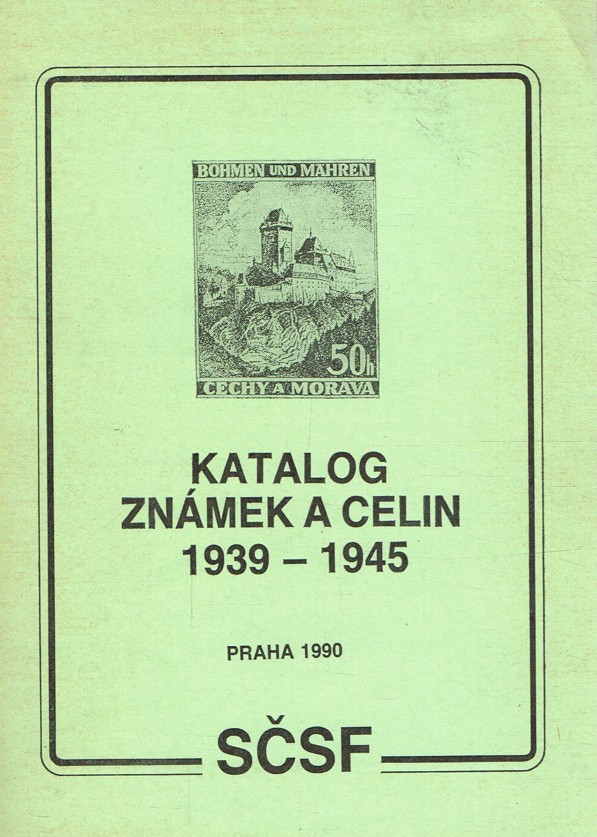 BÖHMEN UND MÄHREN
50h
ČECHY A MORAVA
KATALOG
ZNÁMEK A CELIN
1939 – 1945
PRAHA 1990
SČSF